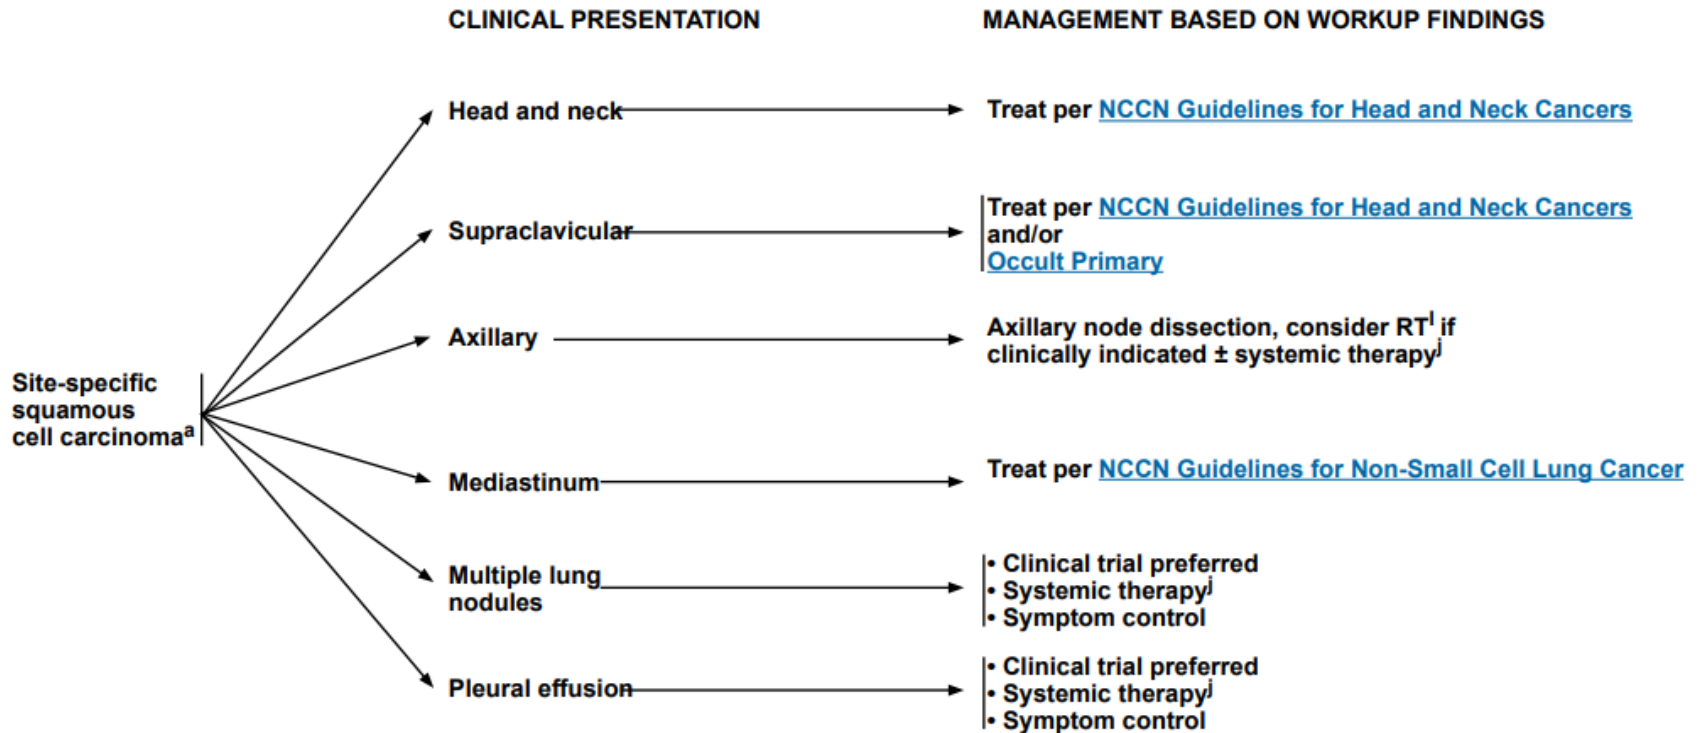 CLINICAL PRESENTATION
MANAGEMENT BASED ON WORKUP FINDINGS
Site-specific
squamous
cell carcinomaᵃ
Head and neck
Treat per NCCN Guidelines for Head and Neck Cancers
Supraclavicular
Treat per NCCN Guidelines for Head and Neck Cancers
and/or
Occult Primary
Axillary
Axillary node dissection, consider RTˡ if
clinically indicated ± systemic therapyʲ
Mediastinum
Treat per NCCN Guidelines for Non-Small Cell Lung Cancer
Multiple lung
nodules
• Clinical trial preferred
• Systemic therapyʲ
• Symptom control
Pleural effusion
• Clinical trial preferred
• Systemic therapyʲ
• Symptom control